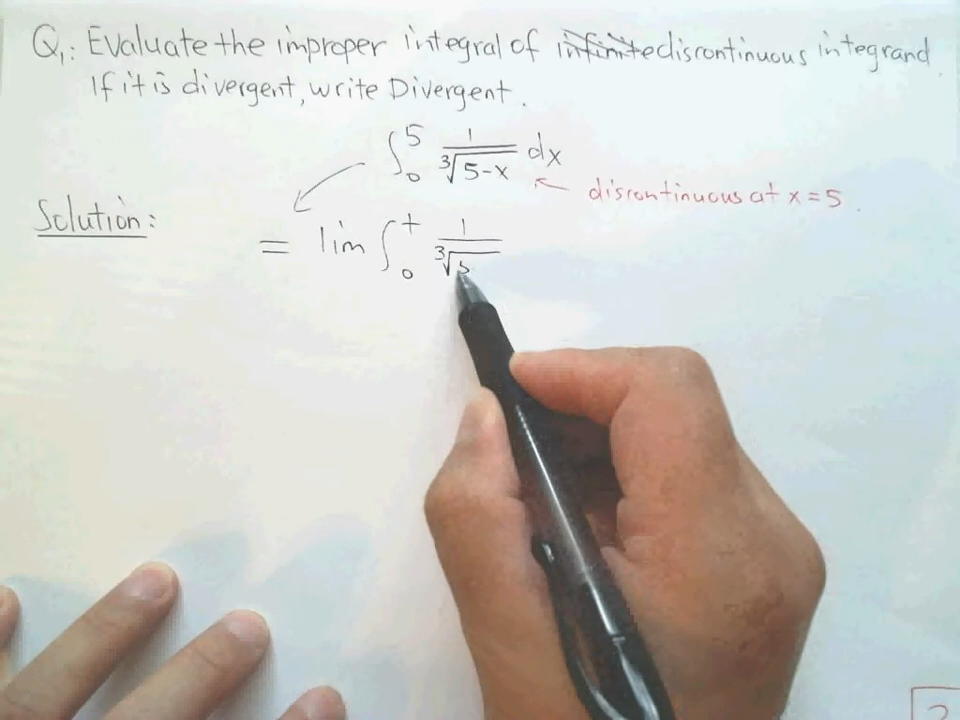 Q1: Evaluate the improper integral of infinite discontinuous integrand.
If it is divergent, write Divergent.
∫₀⁵ 1/∛(5-x) dx
discontinuous at x=5.
Solution:
= lim ∫₀ᵗ 1/∛5